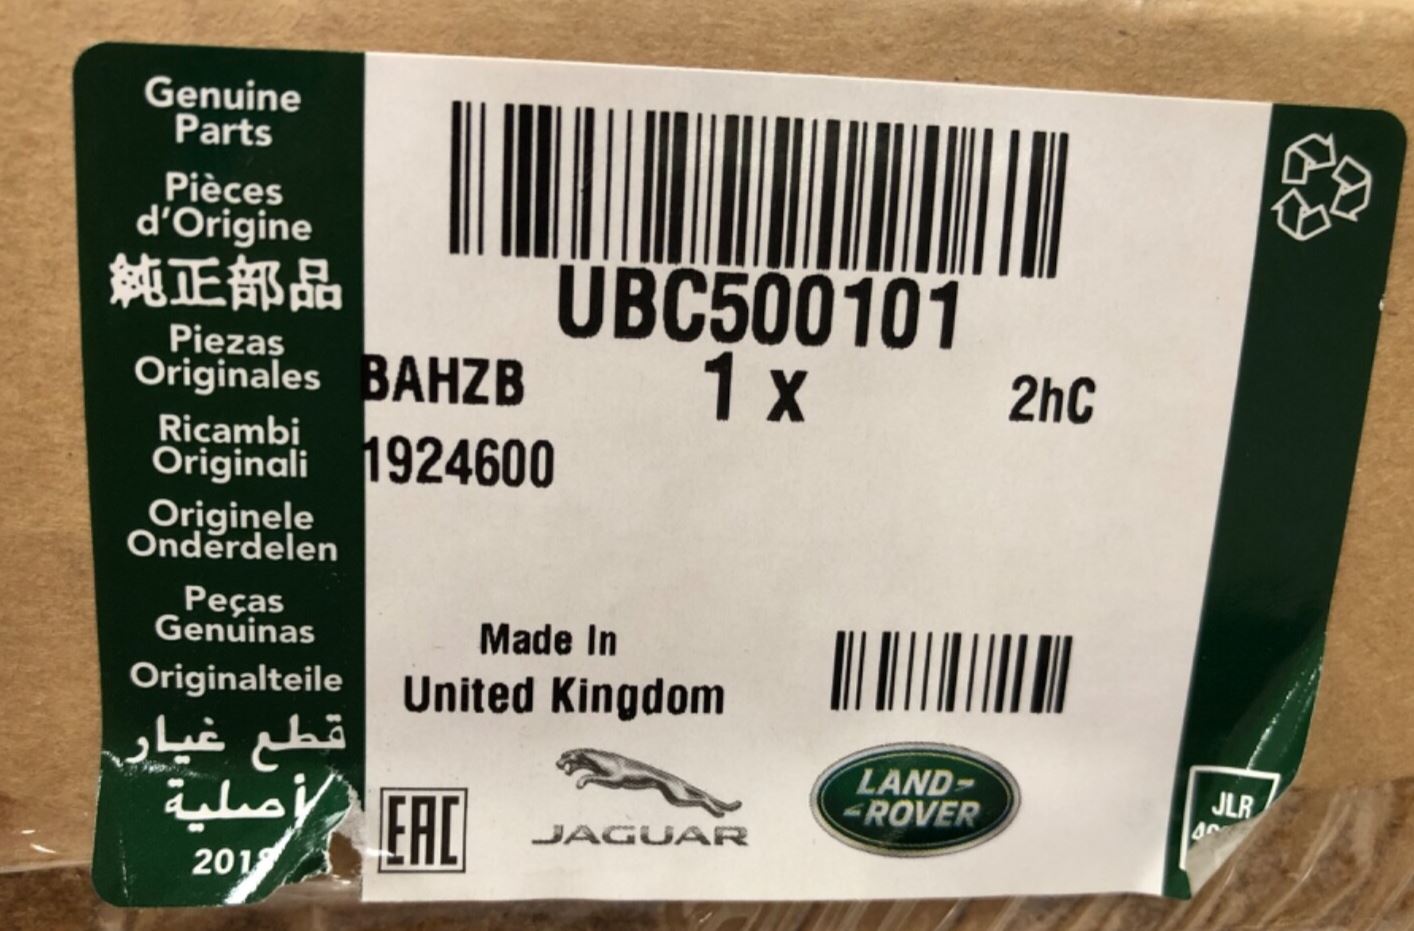 Genuine
Parts
Pièces
d'Origine
純正部品
Piezas
Originales
Ricambi
Originali
Originele
Onderdelen
Peças
Genuinas
Originalteile
قطع غيار
أصلية
UBC500101
BAHZB 1 x 2hC
1924600
Made In
United Kingdom
EAC
JAGUAR
LAND-
-ROVER
JLR